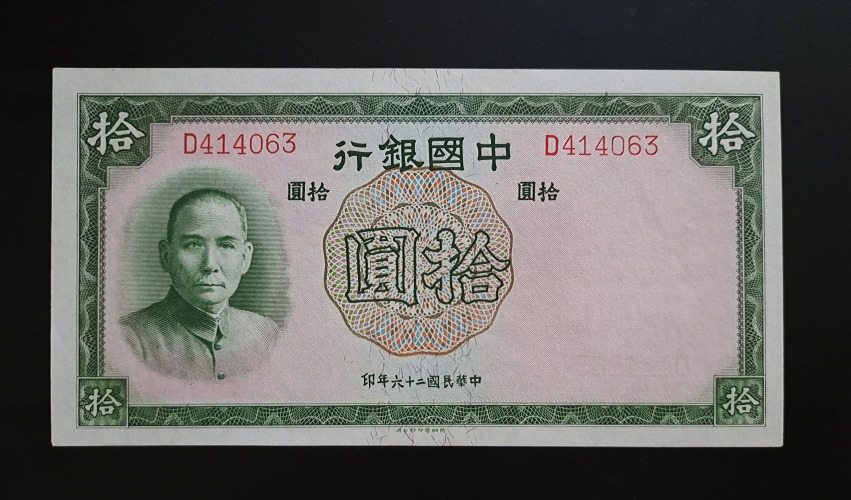 拾
拾
D414063
D414063
中國銀行
拾圓
拾圓
拾圓
中華民國二十六年印
拾
拾